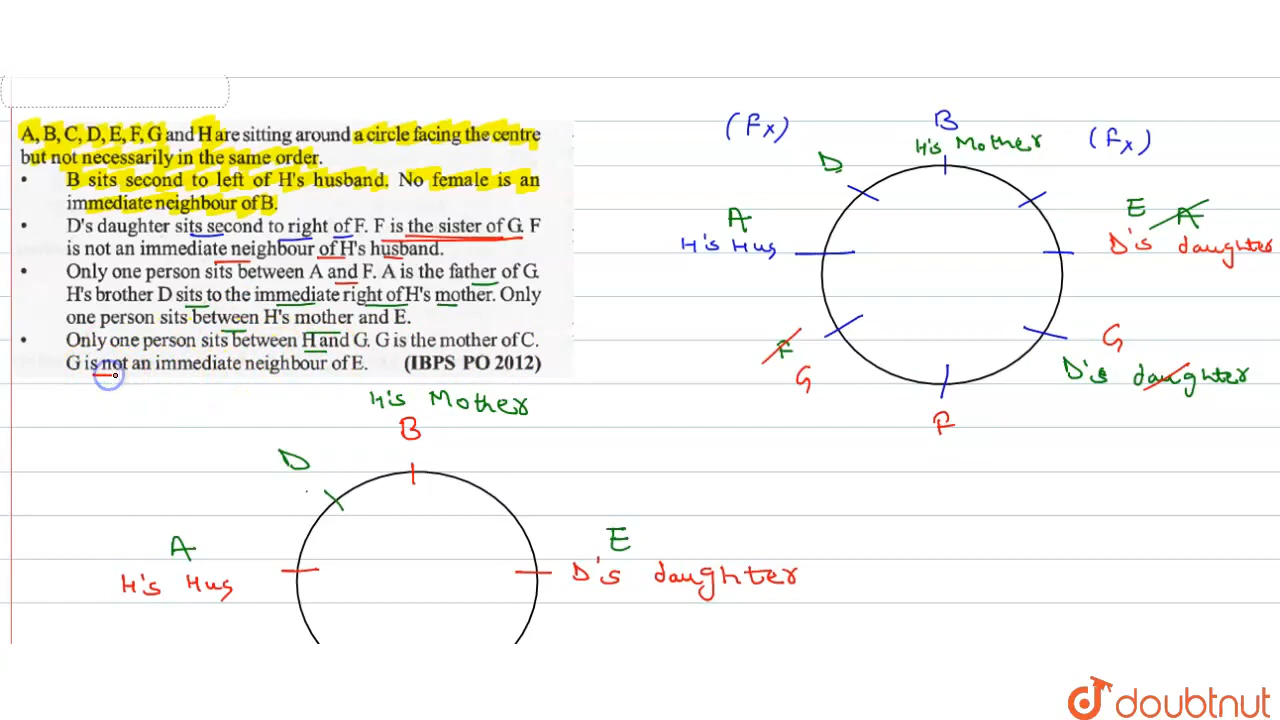 A, B, C, D, E, F, G and H are sitting around a circle facing the centre
but not necessarily in the same order.
• B sits second to left of H's husband. No female is an
immediate neighbour of B.
• D's daughter sits second to right of F. F is the sister of G. F
is not an immediate neighbour of H's husband.
• Only one person sits between A and F. A is the father of G.
H's brother D sits to the immediate right of H's mother. Only
one person sits between H's mother and E.
• Only one person sits between H and G. G is the mother of C.
G is not an immediate neighbour of E. (IBPS PO 2012)
(Fx)
B
H's Mother
(Fx)
D
A
H's Hus
E A
D's daughter
F
G
G
D's daughter
F
H's Mother
B
D
A
H's Hus
E
D's daughter
doubtnut